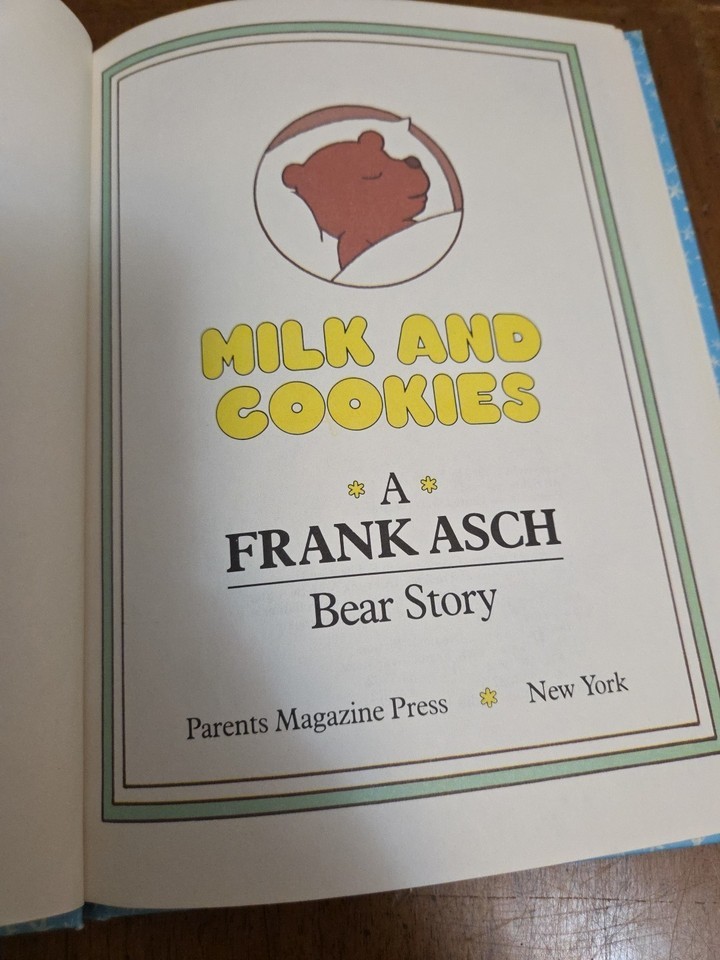 MILK AND
COOKIES
A
FRANK ASCH
Bear Story
Parents Magazine Press New York